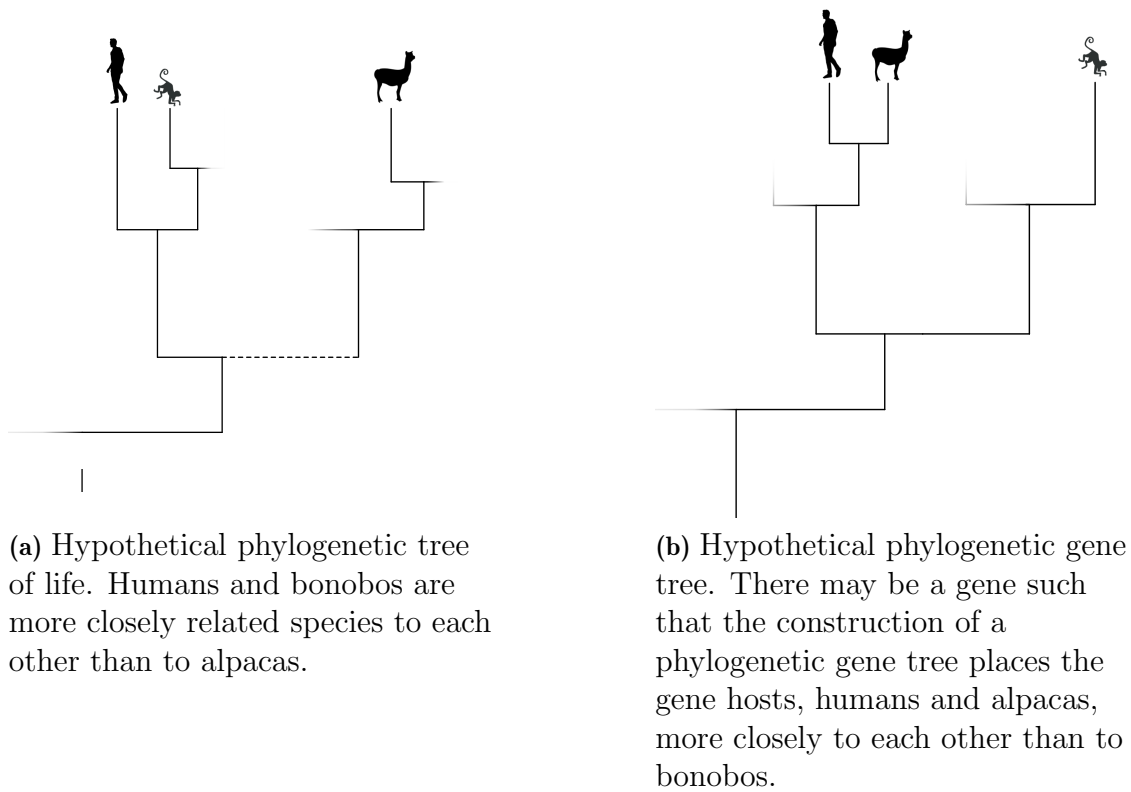 (a) Hypothetical phylogenetic tree
of life. Humans and bonobos are
more closely related species to each
other than to alpacas.
(b) Hypothetical phylogenetic gene
tree. There may be a gene such
that the construction of a
phylogenetic gene tree places the
gene hosts, humans and alpacas,
more closely to each other than to
bonobos.